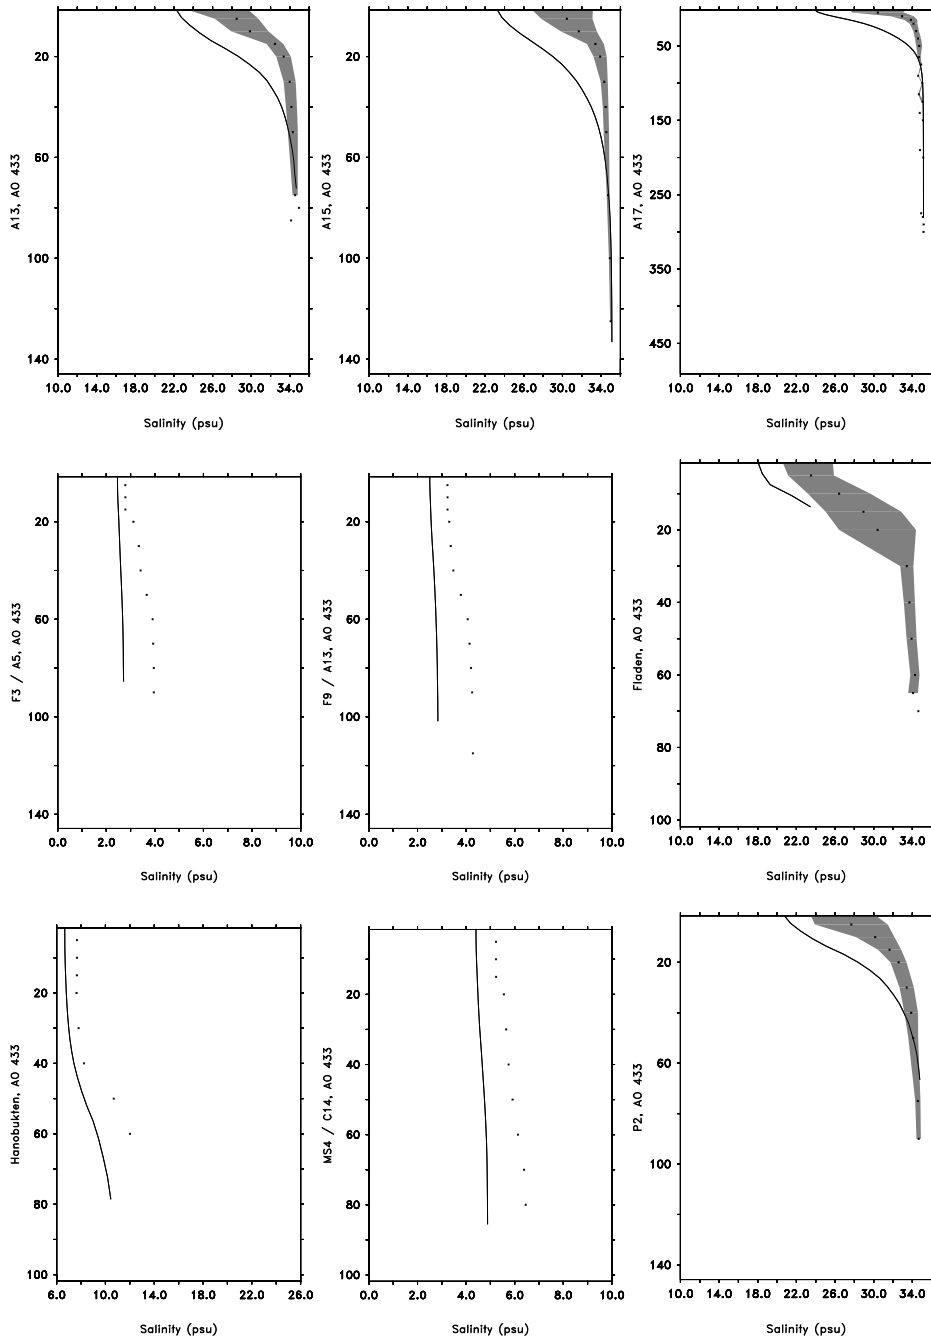 A13, AO 433
20
60
100
140
10.0 14.0 18.0 22.0 26.0 30.0 34.0
Salinity (psu)
A15, AO 433
20
60
100
140
10.0 14.0 18.0 22.0 26.0 30.0 34.0
Salinity (psu)
A17, AO 433
50
150
250
350
450
10.0 14.0 18.0 22.0 26.0 30.0 34.0
Salinity (psu)
F3 / A5, AO 433
20
60
100
140
0.0 2.0 4.0 6.0 8.0 10.0
Salinity (psu)
F9 / A13, AO 433
20
60
100
140
0.0 2.0 4.0 6.0 8.0 10.0
Salinity (psu)
Fladen, AO 433
20
40
60
80
100
10.0 14.0 18.0 22.0 26.0 30.0 34.0
Salinity (psu)
Hanobukten, AO 433
20
40
60
80
100
6.0 10.0 14.0 18.0 22.0 26.0
Salinity (psu)
MS4 / C14, AO 433
20
40
60
80
100
0.0 2.0 4.0 6.0 8.0 10.0
Salinity (psu)
P2, AO 433
20
60
100
140
10.0 14.0 18.0 22.0 26.0 30.0 34.0
Salinity (psu)